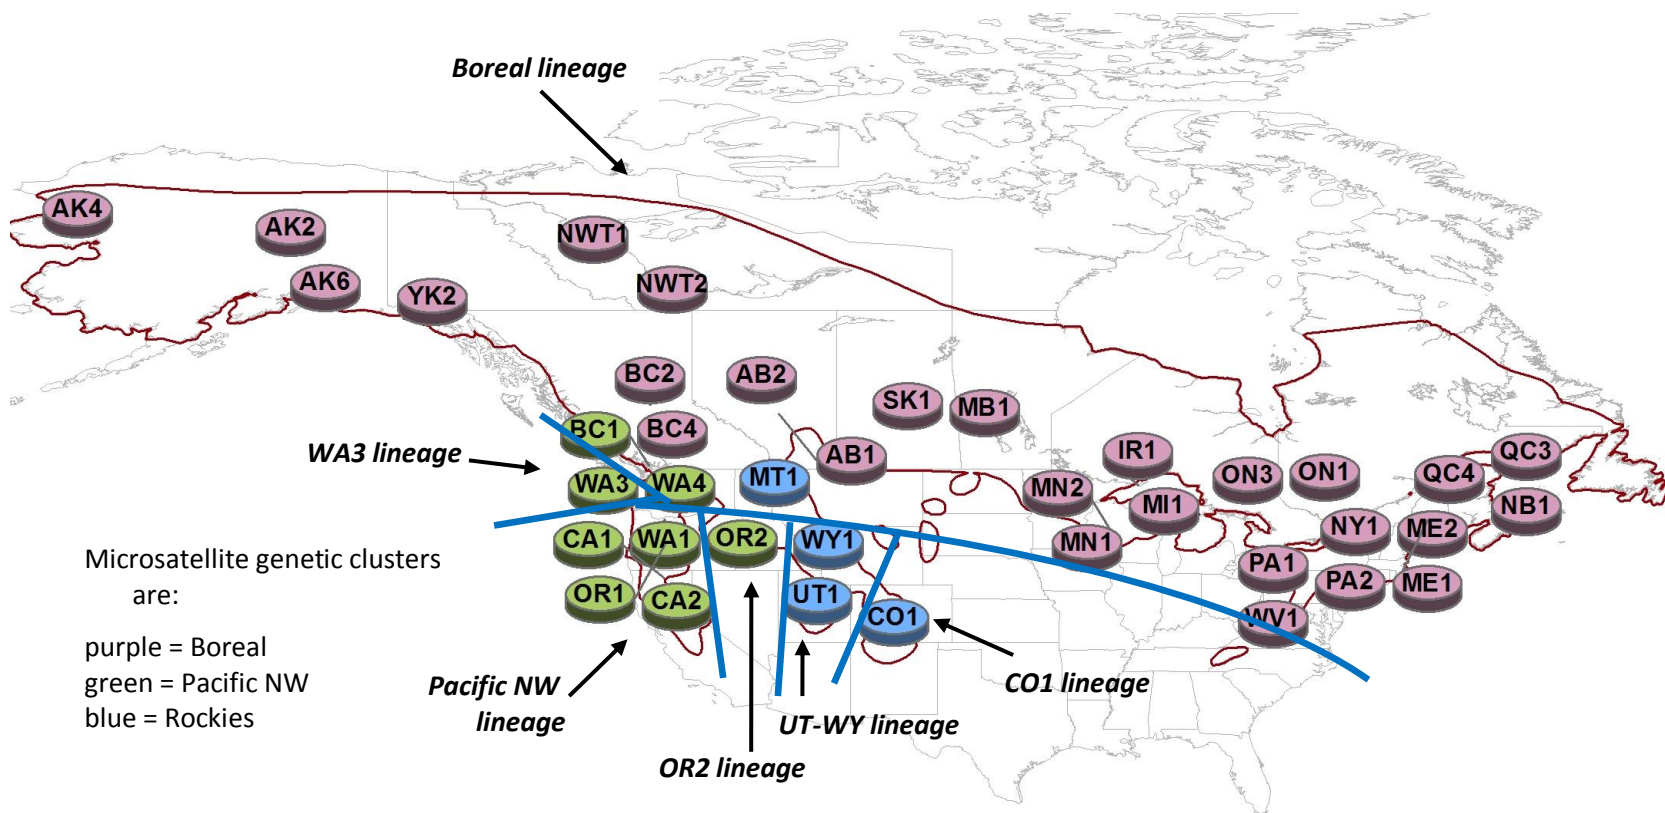 Boreal lineage
AK4
AK2
NWT1
AK6
YK2
NWT2
BC2
AB2
SK1
MB1
BC1
BC4
WA3 lineage
AB1
IR1
QC3
WA3
WA4
MT1
MN2
ON3
ON1
QC4
MI1
NB1
CA1
WA1
OR2
WY1
MN1
NY1
ME2
Microsatellite genetic clusters
are:
OR1
CA2
UT1
CO1
PA1
PA2
ME1
WV1
purple = Boreal
green = Pacific NW
blue = Rockies
Pacific NW
lineage
CO1 lineage
UT-WY lineage
OR2 lineage